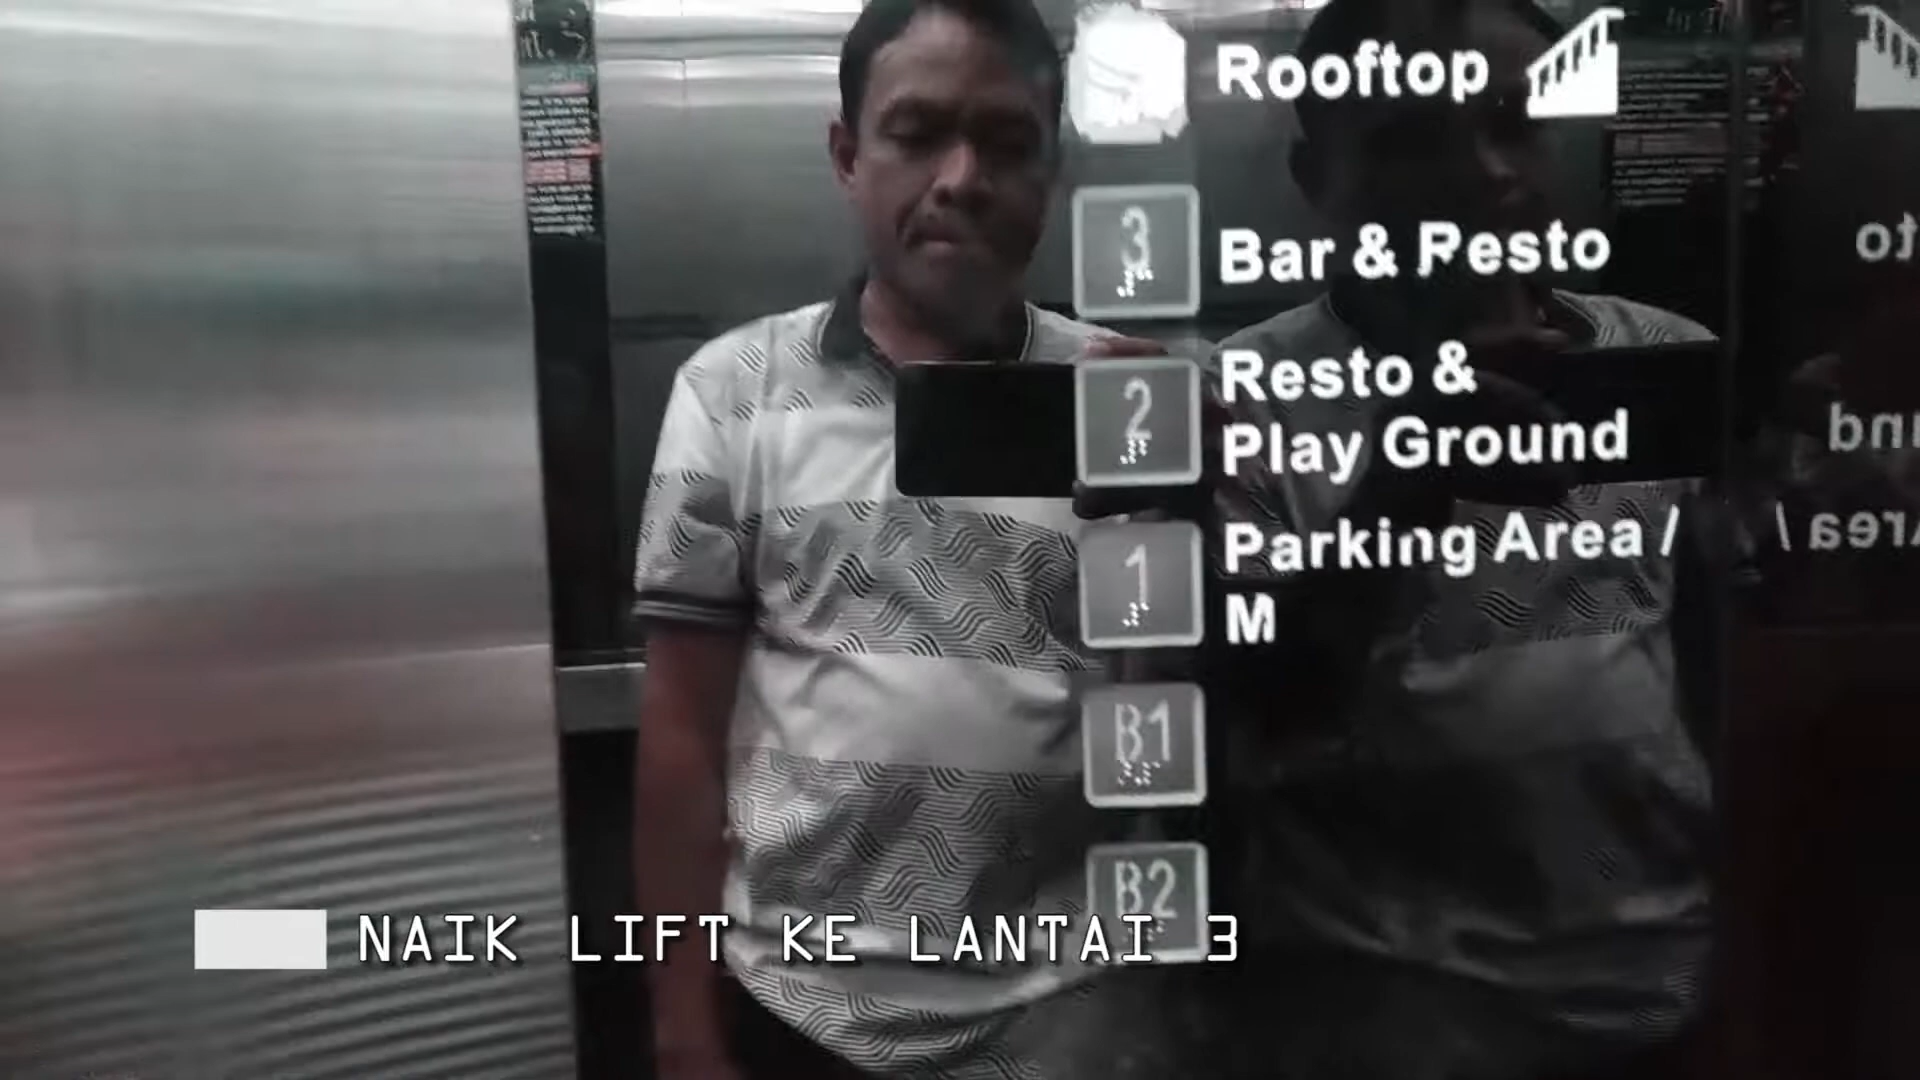 Rooftop
3 Bar & Resto
2 Resto &
Play Ground
1 Parking Area /
M
B1
B2
NAIK LIFT KE LANTAI 3